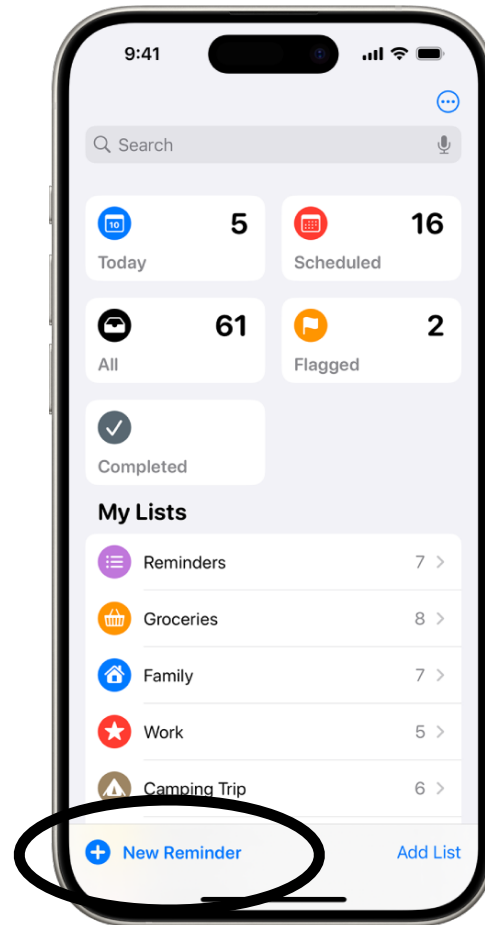 9:41
Search
10
5
Today
16
Scheduled
61
All
2
Flagged
Completed
My Lists
Reminders 7
Groceries 8
Family 7
Work 5
Camping Trip 6
New Reminder Add List